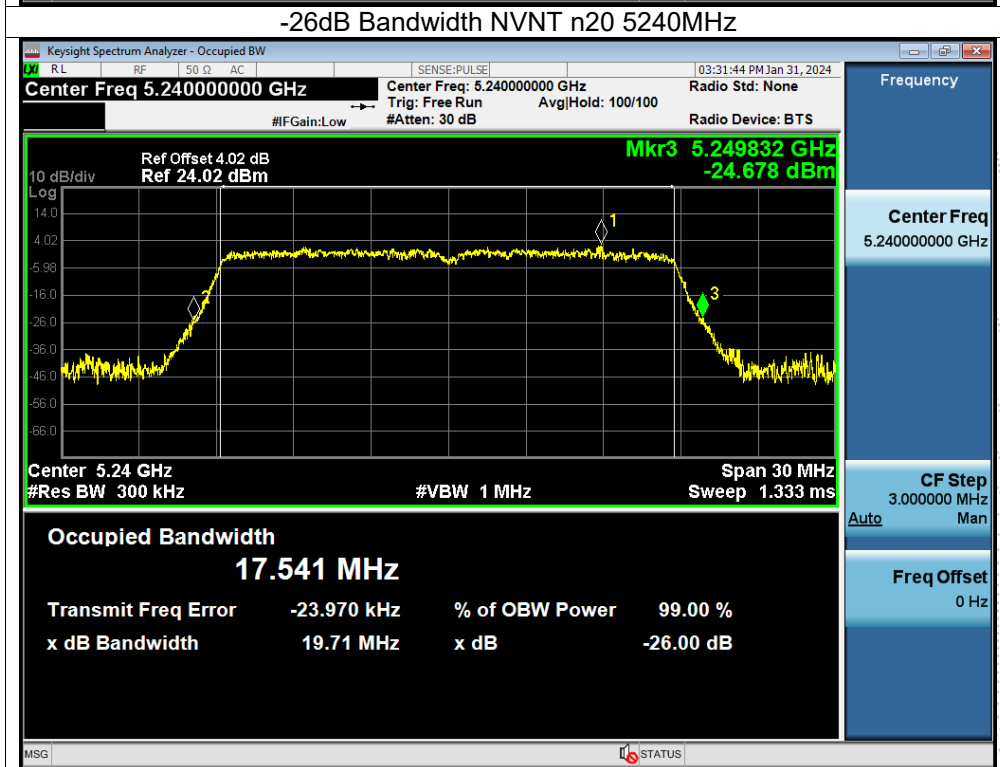 -26dB Bandwidth NVNT n20 5240MHz
Keysight Spectrum Analyzer - Occupied BW
LXI RL RF 50 Ω AC SENSE:PULSE 03:31:44 PM Jan 31, 2024
Center Freq 5.240000000 GHz
Center Freq: 5.240000000 GHz Radio Std: None
Trig: Free Run Avg|Hold: 100/100
#IFGain:Low #Atten: 30 dB Radio Device: BTS
Frequency
Mkr3 5.249832 GHz
-24.678 dBm
Ref Offset 4.02 dB
10 dB/div Ref 24.02 dBm
Log
14.0
4.02
-5.98
-16.0
-26.0
-36.0
-46.0
-56.0
-66.0
1
2
3
Center 5.24 GHz Span 30 MHz
#Res BW 300 kHz #VBW 1 MHz Sweep 1.333 ms
Occupied Bandwidth
17.541 MHz
Transmit Freq Error -23.970 kHz % of OBW Power 99.00 %
x dB Bandwidth 19.71 MHz x dB -26.00 dB
Center Freq
5.240000000 GHz
CF Step
3.000000 MHz
Auto Man
Freq Offset
0 Hz
MSG STATUS